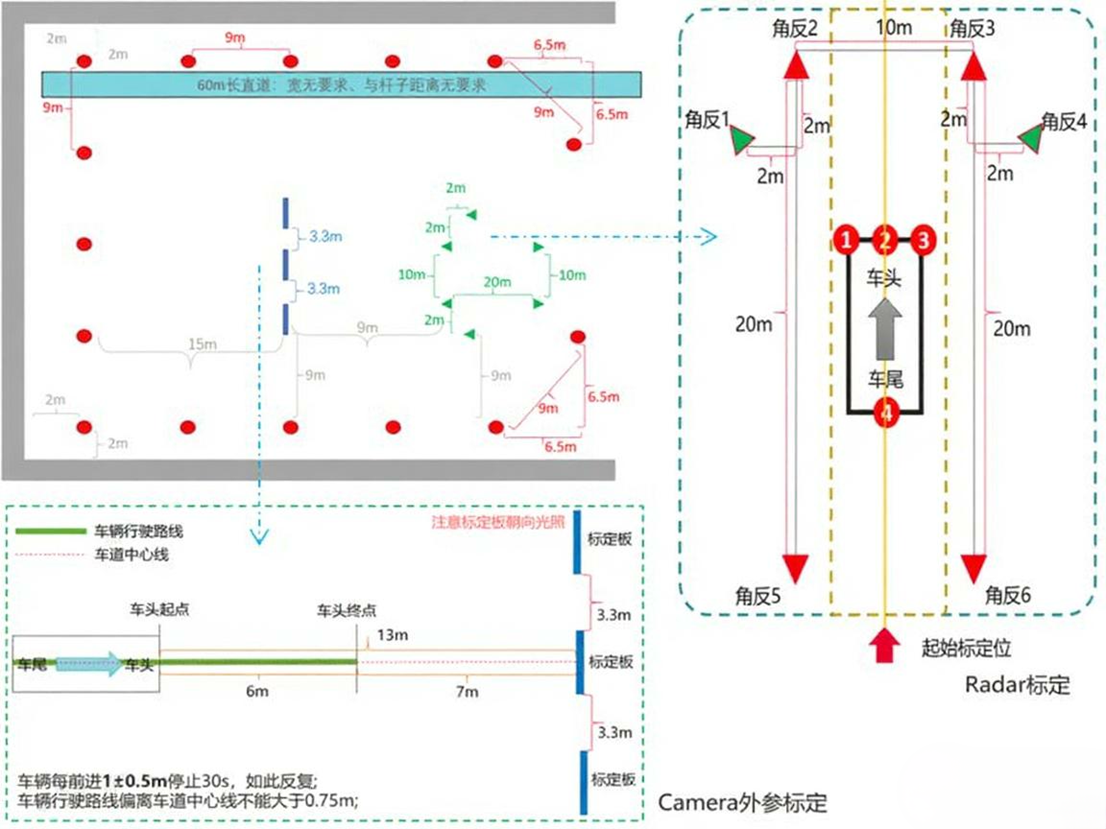 2m
2m
9m
6.5m
60m长直道：宽无要求、与杆子距离无要求
9m
9m
6.5m
2m
2m
3.3m
10m
20m
10m
3.3m
2m
9m
15m
9m
9m
2m
2m
9m
6.5m
6.5m
角反2
10m
角反3
角反1
2m
2m
角反4
2m
2m
1
2
3
车头
20m
20m
车尾
4
角反5
角反6
起始标定位
Radar标定
车辆行驶路线
车道中心线
注意标定板朝向光照
标定板
3.3m
车头起点
车头终点
13m
车尾
车头
标定板
6m
7m
3.3m
标定板
车辆每前进1±0.5m停止30s，如此反复;
车辆行驶路线偏离车道中心线不能大于0.75m;
Camera外参标定